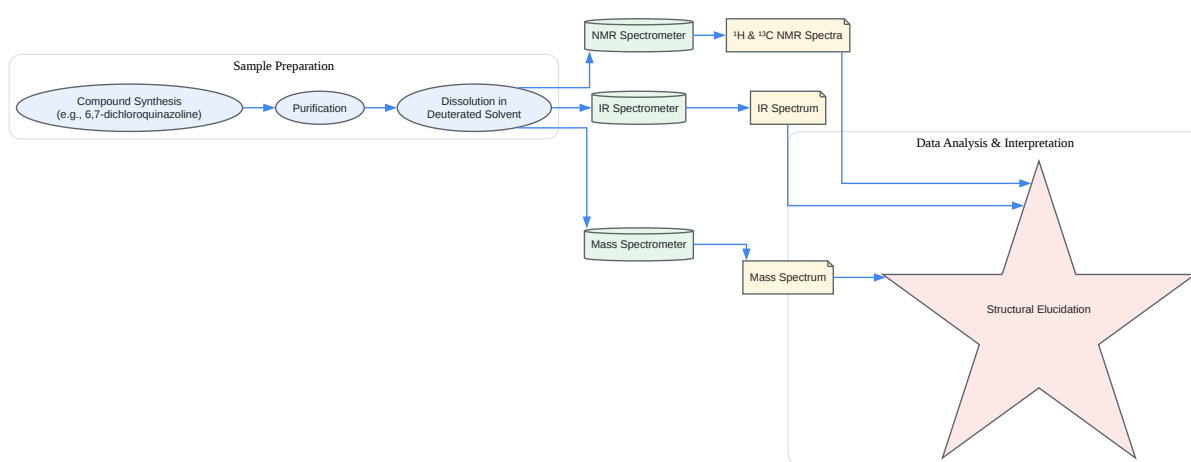 Sample Preparation
Compound Synthesis
(e.g., 6,7-dichloroquinazoline)
Purification
Dissolution in
Deuterated Solvent
NMR Spectrometer
¹H & ¹³C NMR Spectra
IR Spectrometer
IR Spectrum
Mass Spectrometer
Mass Spectrum
Data Analysis & Interpretation
Structural Elucidation